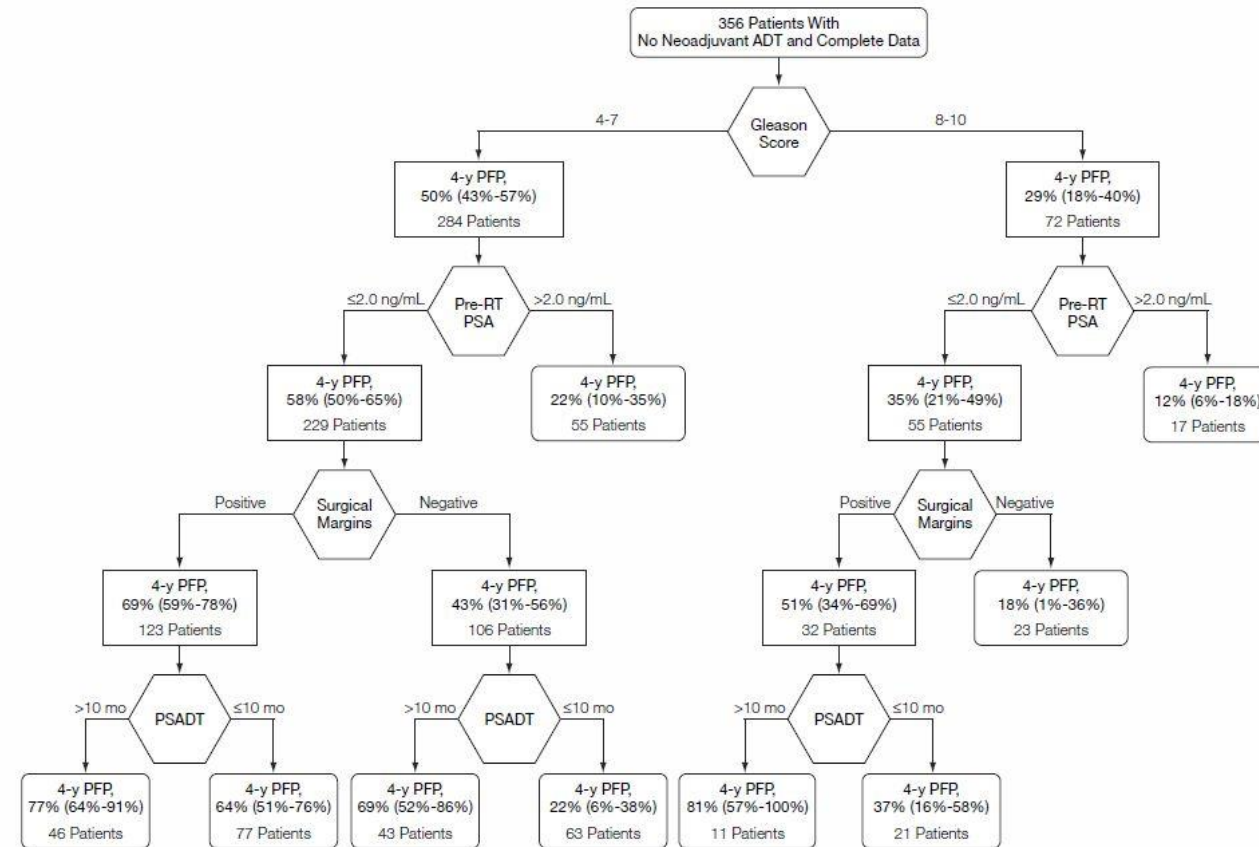 356 Patients With
No Neoadjuvant ADT and Complete Data
4-7
Gleason
Score
8-10
4-y PFP,
50% (43%-57%)
284 Patients
4-y PFP,
29% (18%-40%)
72 Patients
≤2.0 ng/mL
Pre-RT
PSA
>2.0 ng/mL
≤2.0 ng/mL
Pre-RT
PSA
>2.0 ng/mL
4-y PFP,
58% (50%-65%)
229 Patients
4-y PFP,
22% (10%-35%)
55 Patients
4-y PFP,
35% (21%-49%)
55 Patients
4-y PFP,
12% (6%-18%)
17 Patients
Positive
Surgical
Margins
Negative
Positive
Surgical
Margins
Negative
4-y PFP,
69% (59%-78%)
123 Patients
4-y PFP,
43% (31%-56%)
106 Patients
4-y PFP,
51% (34%-69%)
32 Patients
4-y PFP,
18% (1%-36%)
23 Patients
>10 mo
PSADT
≤10 mo
>10 mo
PSADT
≤10 mo
>10 mo
PSADT
≤10 mo
4-y PFP,
77% (64%-91%)
46 Patients
4-y PFP,
64% (51%-76%)
77 Patients
4-y PFP,
69% (52%-86%)
43 Patients
4-y PFP,
22% (6%-38%)
63 Patients
4-y PFP,
81% (57%-100%)
11 Patients
4-y PFP,
37% (16%-58%)
21 Patients